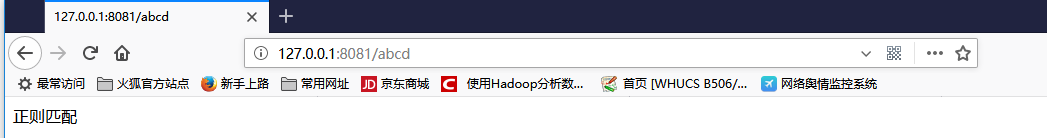 127.0.0.1:8081/abcd
127.0.0.1:8081/abcd
最常访问 火狐官方站点 新手上路 常用网址 JD 京东商城 C 使用Hadoop分析数... 首页 [WHUCS B506/... 网络舆情监控系统
正则匹配